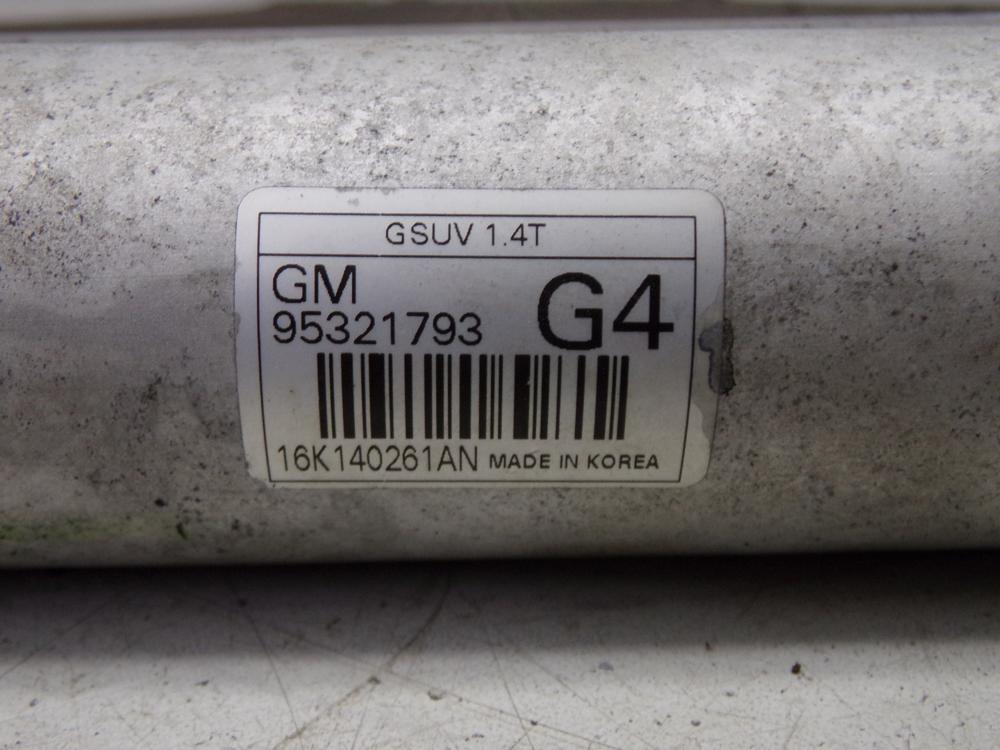 GSUV 1.4T
GM
95321793 G4
16K140261AN MADE IN KOREA